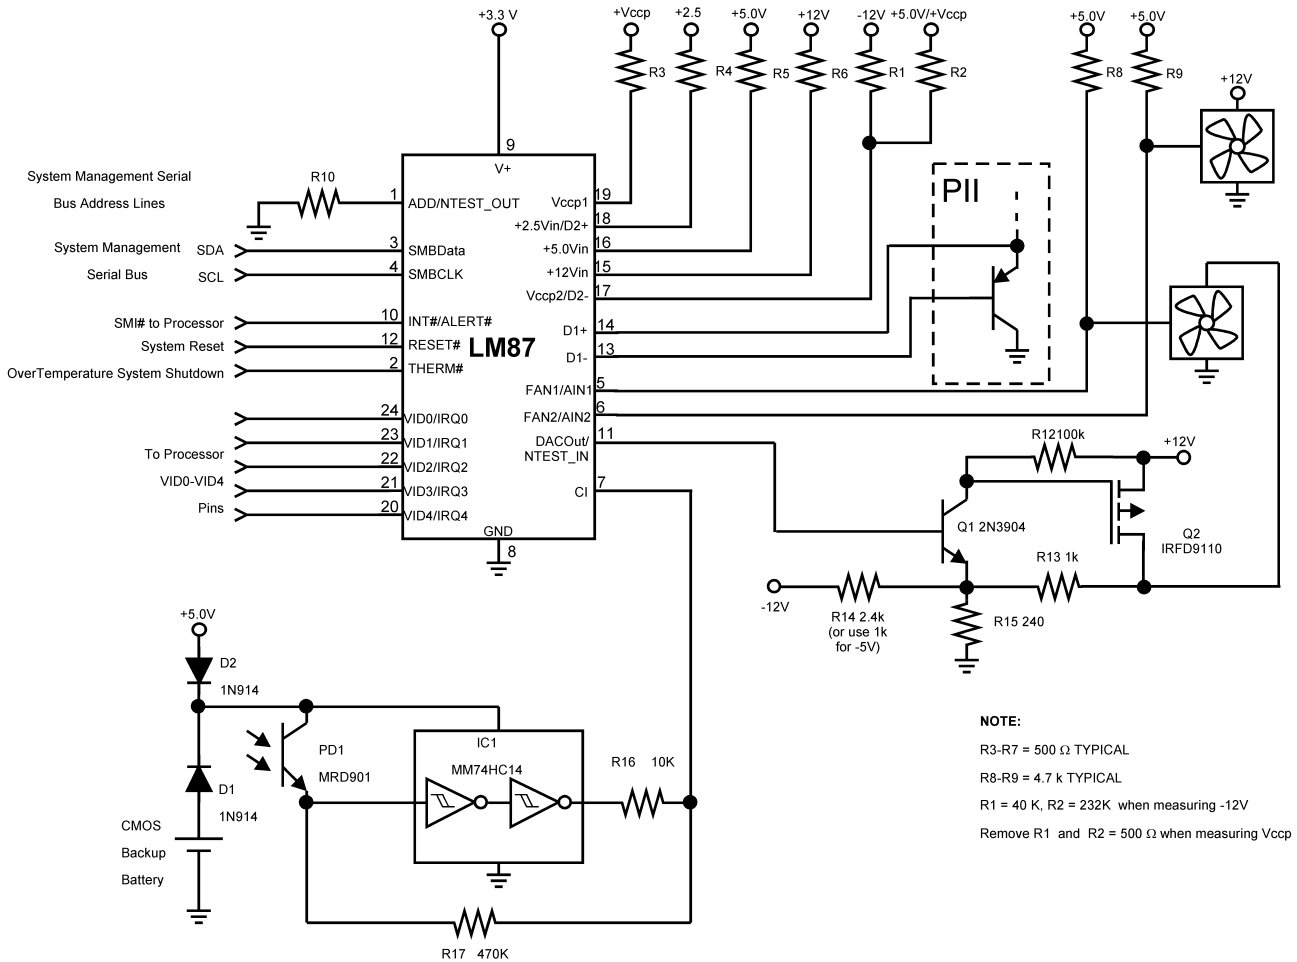 +3.3 V
+Vccp
+2.5
+5.0V
+12V
-12V
+5.0V/+Vccp
+5.0V
+5.0V
R3
R4
R5
R6
R1
R2
R8
R9
+12V
9
V+
System Management Serial
Bus Address Lines
R10
1
ADD/NTEST_OUT
Vccp1
19
PII
+2.5Vin/D2+
18
System Management
Serial Bus
SDA
3
SMBData
+5.0Vin
16
SCL
4
SMBCLK
+12Vin
15
Vccp2/D2-
17
SMI# to Processor
10
INT#/ALERT#
D1+
14
System Reset
12
RESET#
LM87
D1-
13
OverTemperature System Shutdown
2
THERM#
FAN1/AIN1
5
24
VID0/IRQ0
FAN2/AIN2
6
23
VID1/IRQ1
DACOut/
NTEST_IN
11
To Processor
VID0-VID4
Pins
22
VID2/IRQ2
21
VID3/IRQ3
CI
7
20
VID4/IRQ4
GND
8
R12100k
+12V
Q1 2N3904
Q2
IRFD9110
R13 1k
-12V
R14 2.4k
(or use 1k
for -5V)
R15 240
+5.0V
D2
1N914
PD1
MRD901
IC1
MM74HC14
R16 10K
D1
1N914
CMOS
Backup
Battery
R17 470K
NOTE:
R3-R7 = 500 Ω TYPICAL
R8-R9 = 4.7 k TYPICAL
R1 = 40 K, R2 = 232K when measuring -12V
Remove R1 and R2 = 500 Ω when measuring Vccp